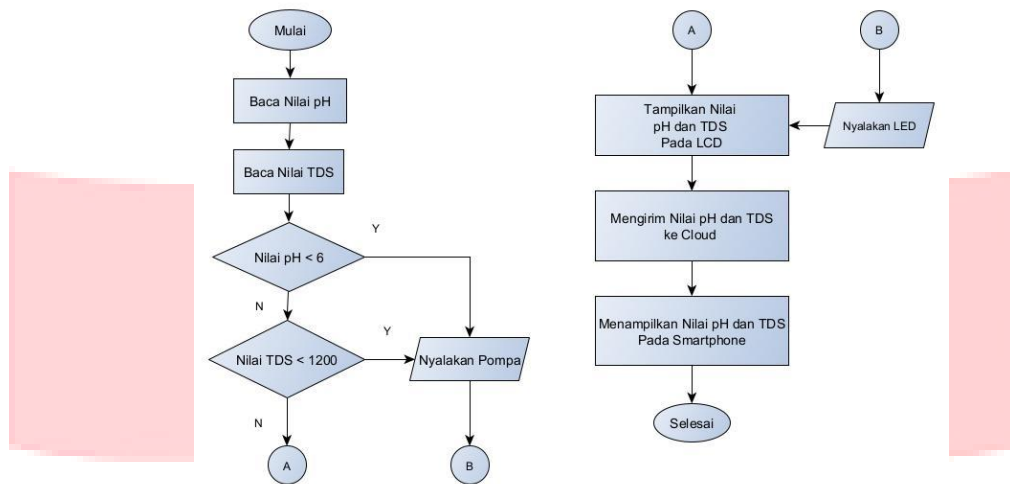 Mulai
Baca Nilai pH
Baca Nilai TDS
Y
Nilai pH < 6
N
Y
Nilai TDS < 1200
Nyalakan Pompa
N
A
B
A
B
Tampilkan Nilai
pH dan TDS
Pada LCD
Nyalakan LED
Mengirim Nilai pH dan TDS
ke Cloud
Menampilkan Nilai pH dan TDS
Pada Smartphone
Selesai